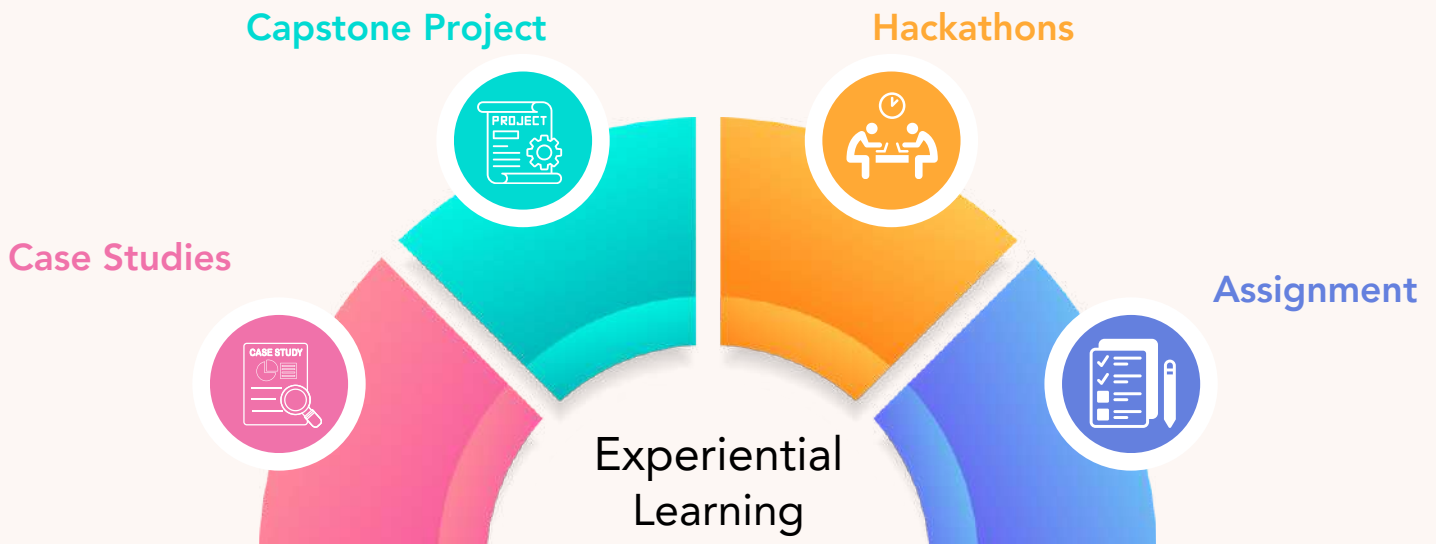 Capstone Project
Hackathons
PROJECT
Case Studies
Assignment
CASE STUDY
Experiential
Learning